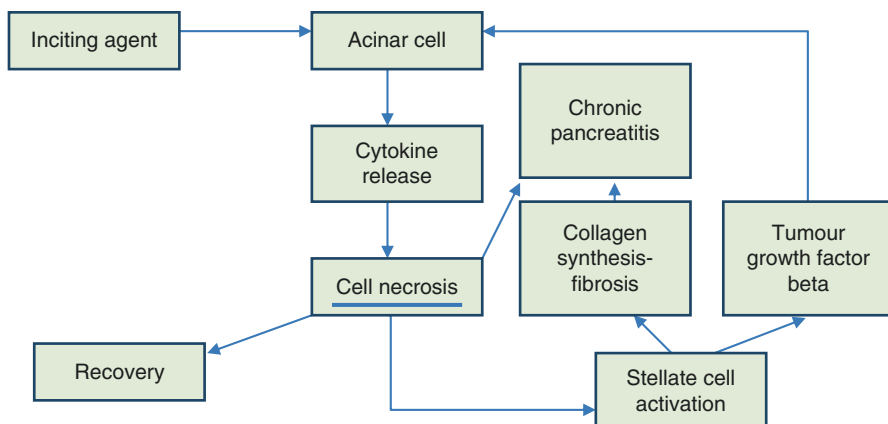 Inciting agent
Acinar cell
Chronic
pancreatitis
Cytokine
release
Collagen
synthesis-
fibrosis
Tumour
growth factor
beta
Cell necrosis
Recovery
Stellate cell
activation